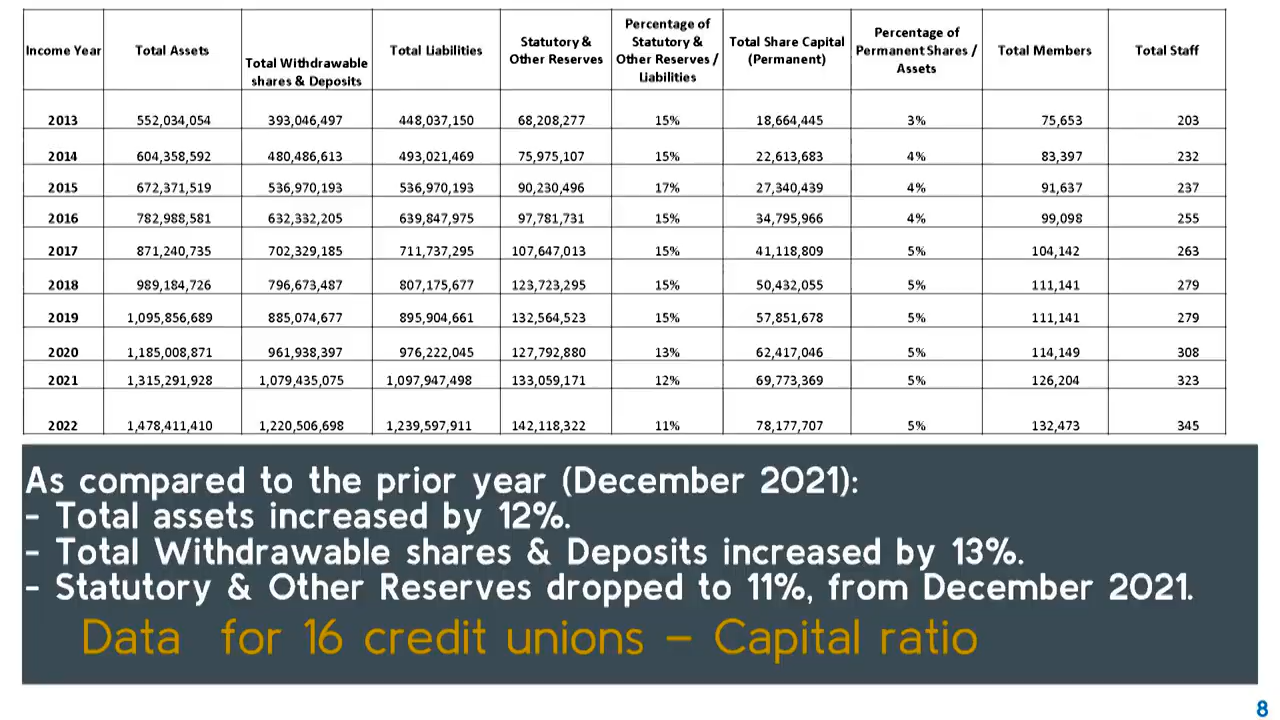 Income Year Total Assets Total Withdrawable shares & Deposits Total Liabilities Statutory & Other Reserves Percentage of Statutory & Other Reserves / Liabilities Total Share Capital (Permanent) Percentage of Permanent Shares / Assets Total Members Total Staff
2013 552,034,054 393,046,497 448,037,150 68,208,277 15% 18,664,445 3% 75,653 203
2014 604,358,592 480,486,613 493,021,469 75,975,107 15% 22,613,683 4% 83,397 232
2015 672,371,519 536,970,193 536,970,193 90,230,496 17% 27,340,439 4% 91,637 237
2016 782,988,581 632,332,205 639,847,975 97,781,731 15% 34,795,966 4% 99,098 255
2017 871,240,735 702,329,185 711,737,295 107,647,013 15% 41,118,809 5% 104,142 263
2018 989,184,726 796,673,487 807,175,677 123,723,295 15% 50,432,055 5% 111,141 279
2019 1,095,856,689 885,074,677 895,904,661 132,564,523 15% 57,851,678 5% 111,141 279
2020 1,185,008,871 961,938,397 976,222,045 127,792,880 13% 62,417,046 5% 114,149 308
2021 1,315,291,928 1,079,435,075 1,097,947,498 133,059,171 12% 69,773,369 5% 126,204 323
2022 1,478,411,410 1,220,506,698 1,239,597,911 142,118,322 11% 78,177,707 5% 132,473 345
As compared to the prior year (December 2021):
- Total assets increased by 12%.
- Total Withdrawable shares & Deposits increased by 13%.
- Statutory & Other Reserves dropped to 11%, from December 2021.
Data for 16 credit unions – Capital ratio
8